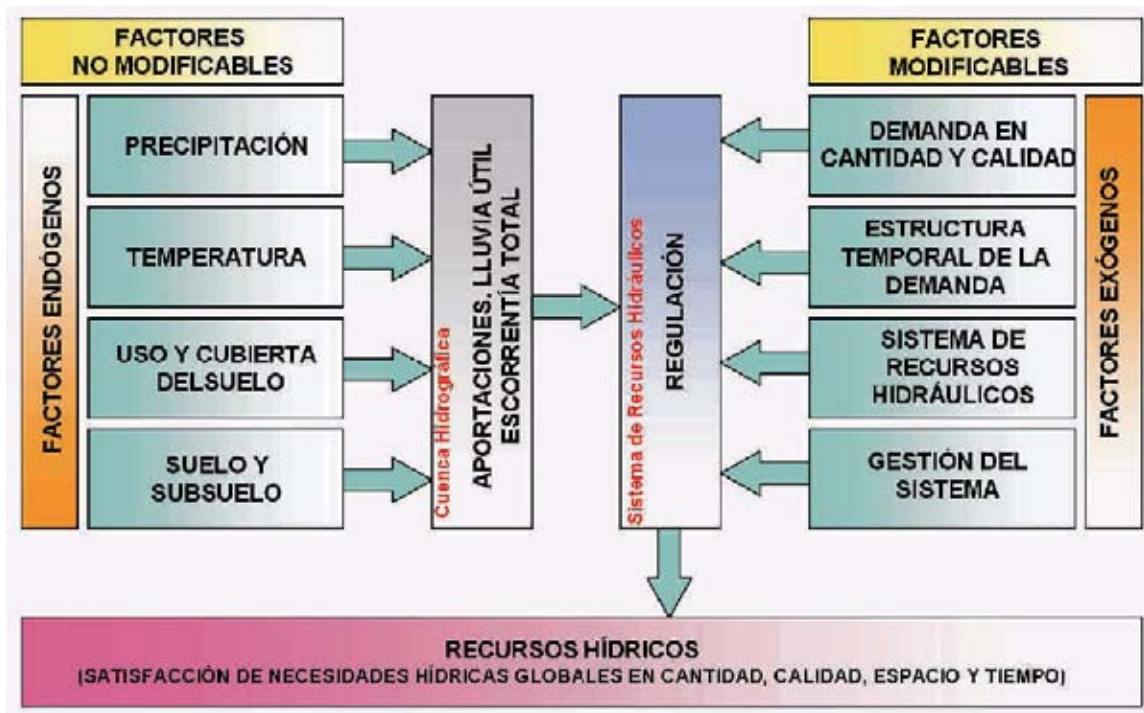 FACTORES
NO MODIFICABLES
FACTORES ENDÓGENOS
PRECIPITACIÓN
TEMPERATURA
USO Y CUBIERTA
DELSUELO
SUELO Y
SUBSUELO
Cuenca Hidrográfica
APORTACIONES. LLUVIA ÚTIL
ESCORRENTÍA TOTAL
Sistema de Recursos Hidráulicos
REGULACIÓN
FACTORES
MODIFICABLES
DEMANDA EN
CANTIDAD Y CALIDAD
ESTRUCTURA
TEMPORAL DE LA
DEMANDA
SISTEMA DE
RECURSOS
HIDRÁULICOS
GESTIÓN DEL
SISTEMA
FACTORES EXÓGENOS
RECURSOS HÍDRICOS
(SATISFACCIÓN DE NECESIDADES HÍDRICAS GLOBALES EN CANTIDAD, CALIDAD, ESPACIO Y TIEMPO)